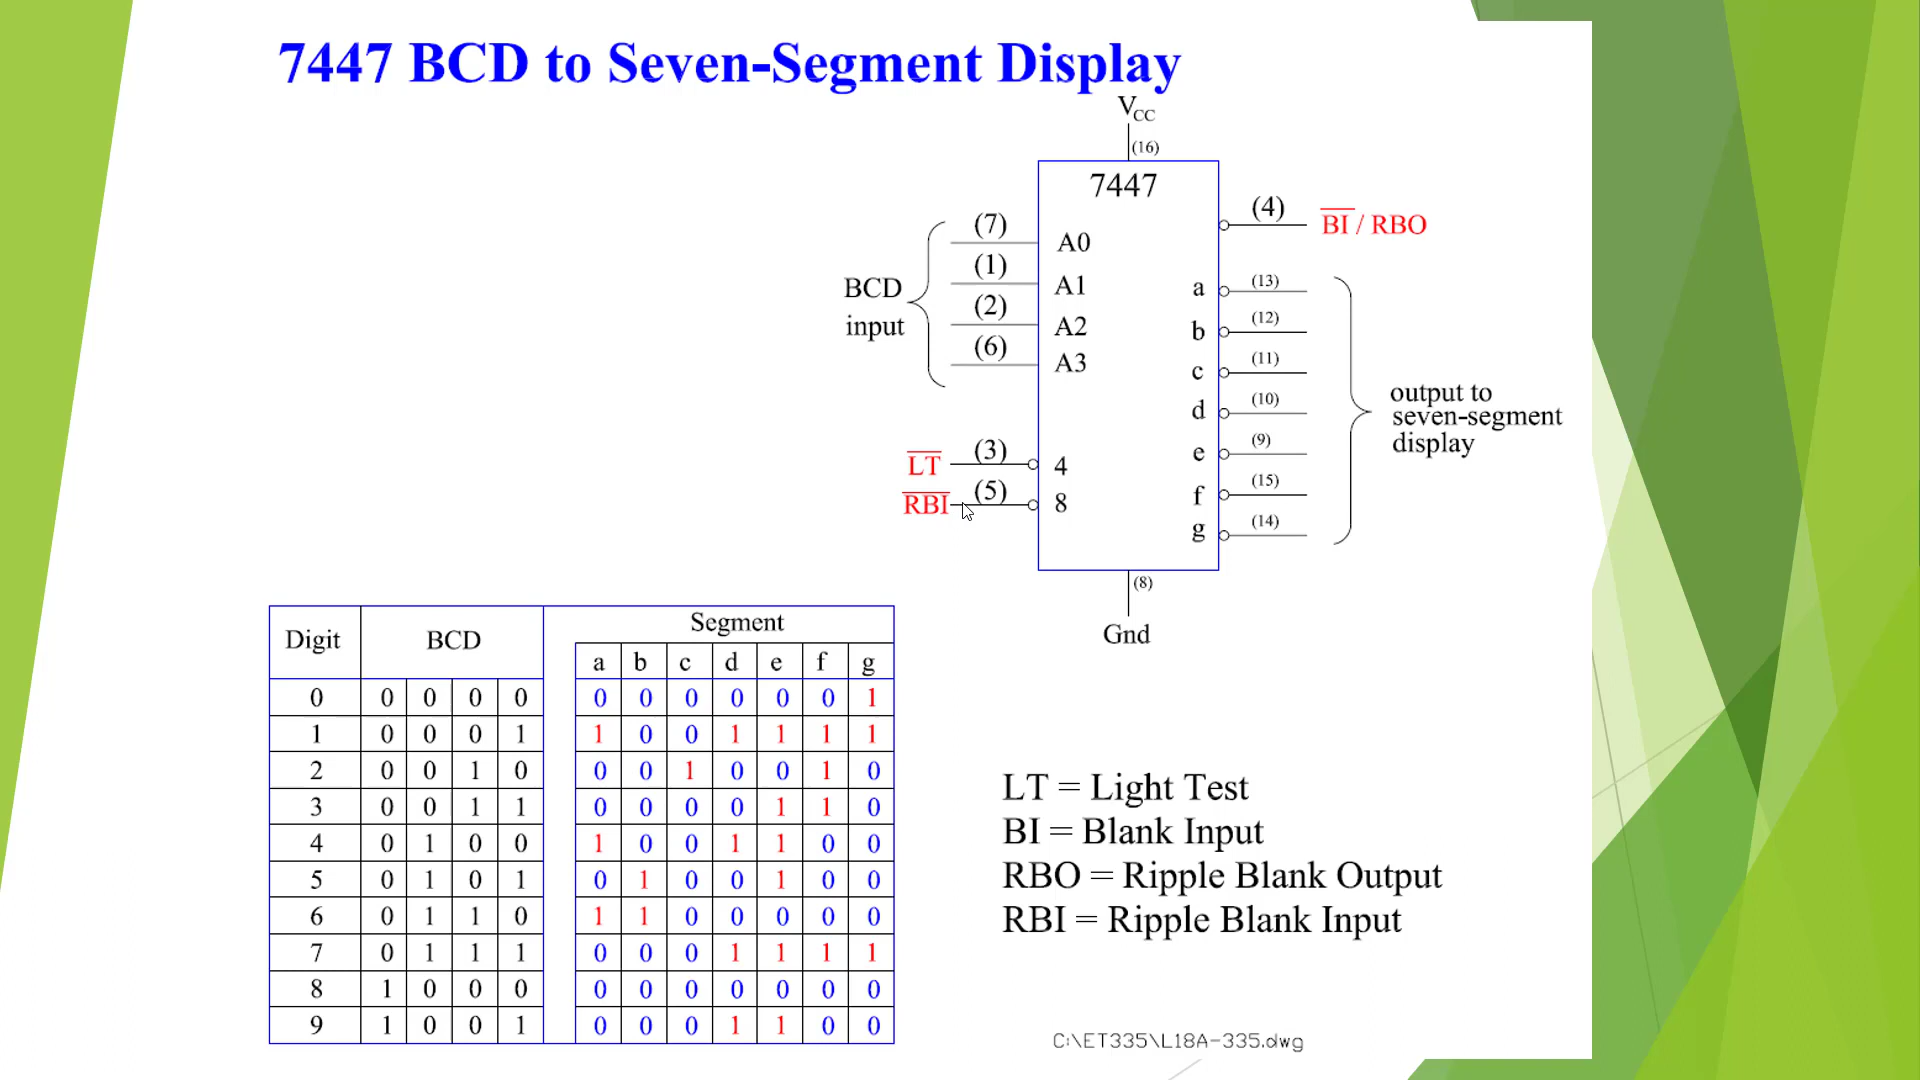 7447 BCD to Seven-Segment Display
VCC
(16)
7447
(4)
BI / RBO
(7)
A0
(1)
A1
(2)
A2
(6)
A3
BCD
input
LT
(3)
4
RBI
(5)
8
a
(13)
b
(12)
c
(11)
d
(10)
e
(9)
f
(15)
g
(14)
output to
seven-segment
display
(8)
Gnd
Digit BCD Segment
a b c d e f g
0 0 0 0 0 0 0 0 0 0 0 1
1 0 0 0 1 1 0 0 1 1 1 1
2 0 0 1 0 0 0 1 0 0 1 0
3 0 0 1 1 0 0 0 0 1 1 0
4 0 1 0 0 1 0 0 1 1 0 0
5 0 1 0 1 0 1 0 0 1 0 0
6 0 1 1 0 1 1 0 0 0 0 0
7 0 1 1 1 0 0 0 1 1 1 1
8 1 0 0 0 0 0 0 0 0 0 0
9 1 0 0 1 0 0 0 1 1 0 0
LT = Light Test
BI = Blank Input
RBO = Ripple Blank Output
RBI = Ripple Blank Input
C:\ET335\L18A-335.dwg